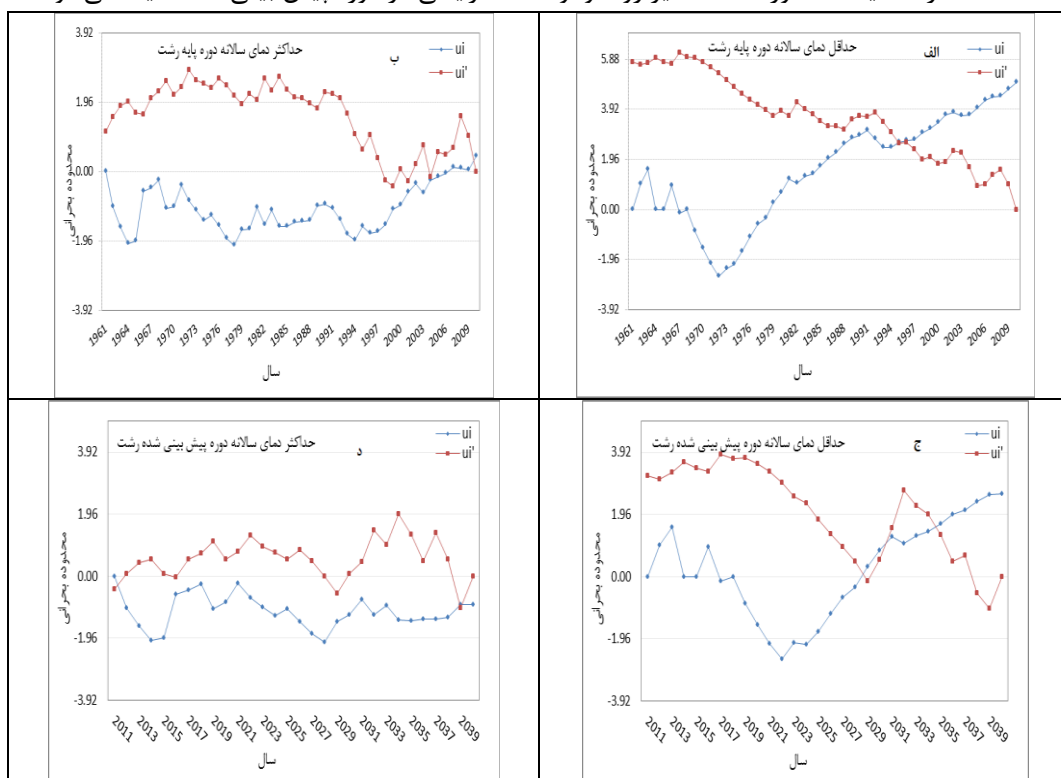 الف
حداقل دمای سالانه دوره پایه رشت
ui
ui'
5.88
3.92
1.96
0.00
-1.96
-3.92
محدوده بحرانی
1961 1964 1967 1970 1973 1976 1979 1982 1985 1988 1991 1994 1997 2000 2003 2006 2009
سال
ب
حداکثر دمای سالانه دوره پایه رشت
ui
ui'
3.92
1.96
0.00
-1.96
-3.92
محدوده بحرانی
1961 1964 1967 1970 1973 1976 1979 1982 1985 1988 1991 1994 1997 2000 2003 2006 2009
سال
ج
حداقل دمای سالانه دوره پیش بینی شده رشت
ui
ui'
3.92
1.96
0.00
-1.96
-3.92
محدوده بحرانی
2011 2013 2015 2017 2019 2021 2023 2025 2027 2029 2031 2033 2035 2037 2039
سال
د
حداکثر دمای سالانه دوره پیش بینی شده رشت
ui
ui'
3.92
1.96
0.00
-1.96
-3.92
محدوده بحرانی
2011 2013 2015 2017 2019 2021 2023 2025 2027 2029 2031 2033 2035 2037 2039
سال